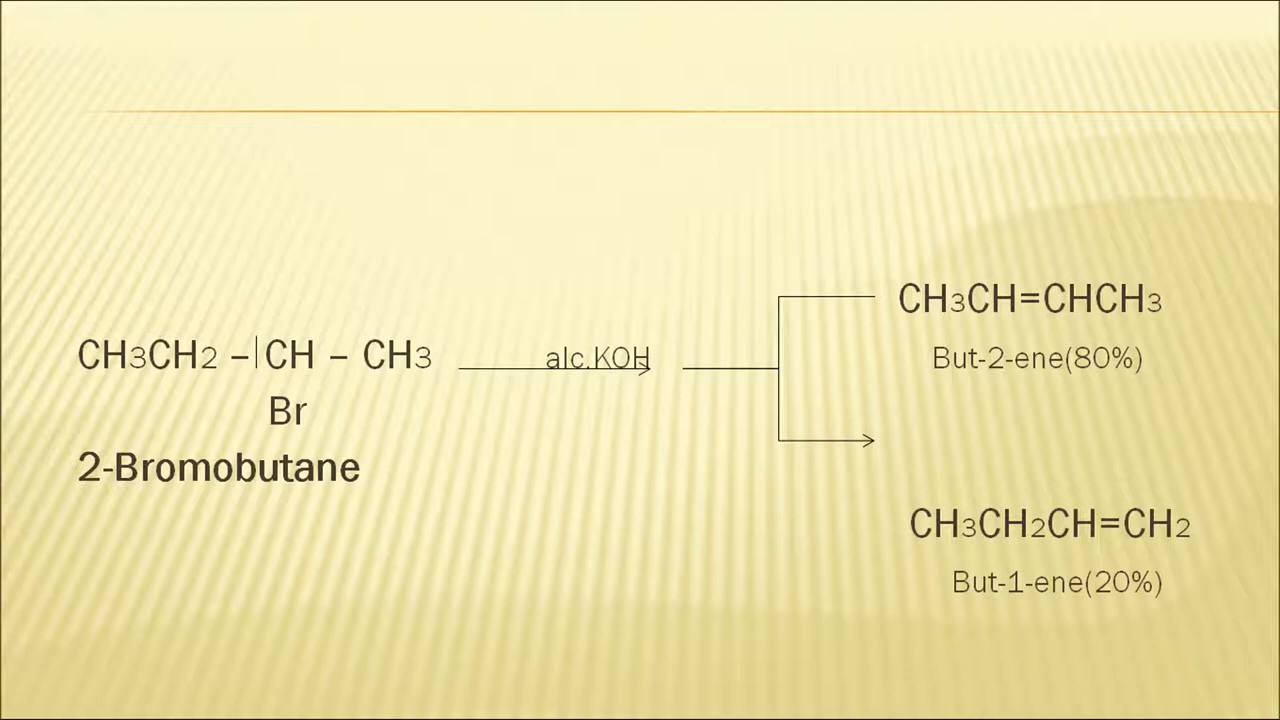 CH3CH2 – CH – CH3
Br
2-Bromobutane
alc.KOH
CH3CH=CHCH3
But-2-ene(80%)
CH3CH2CH=CH2
But-1-ene(20%)